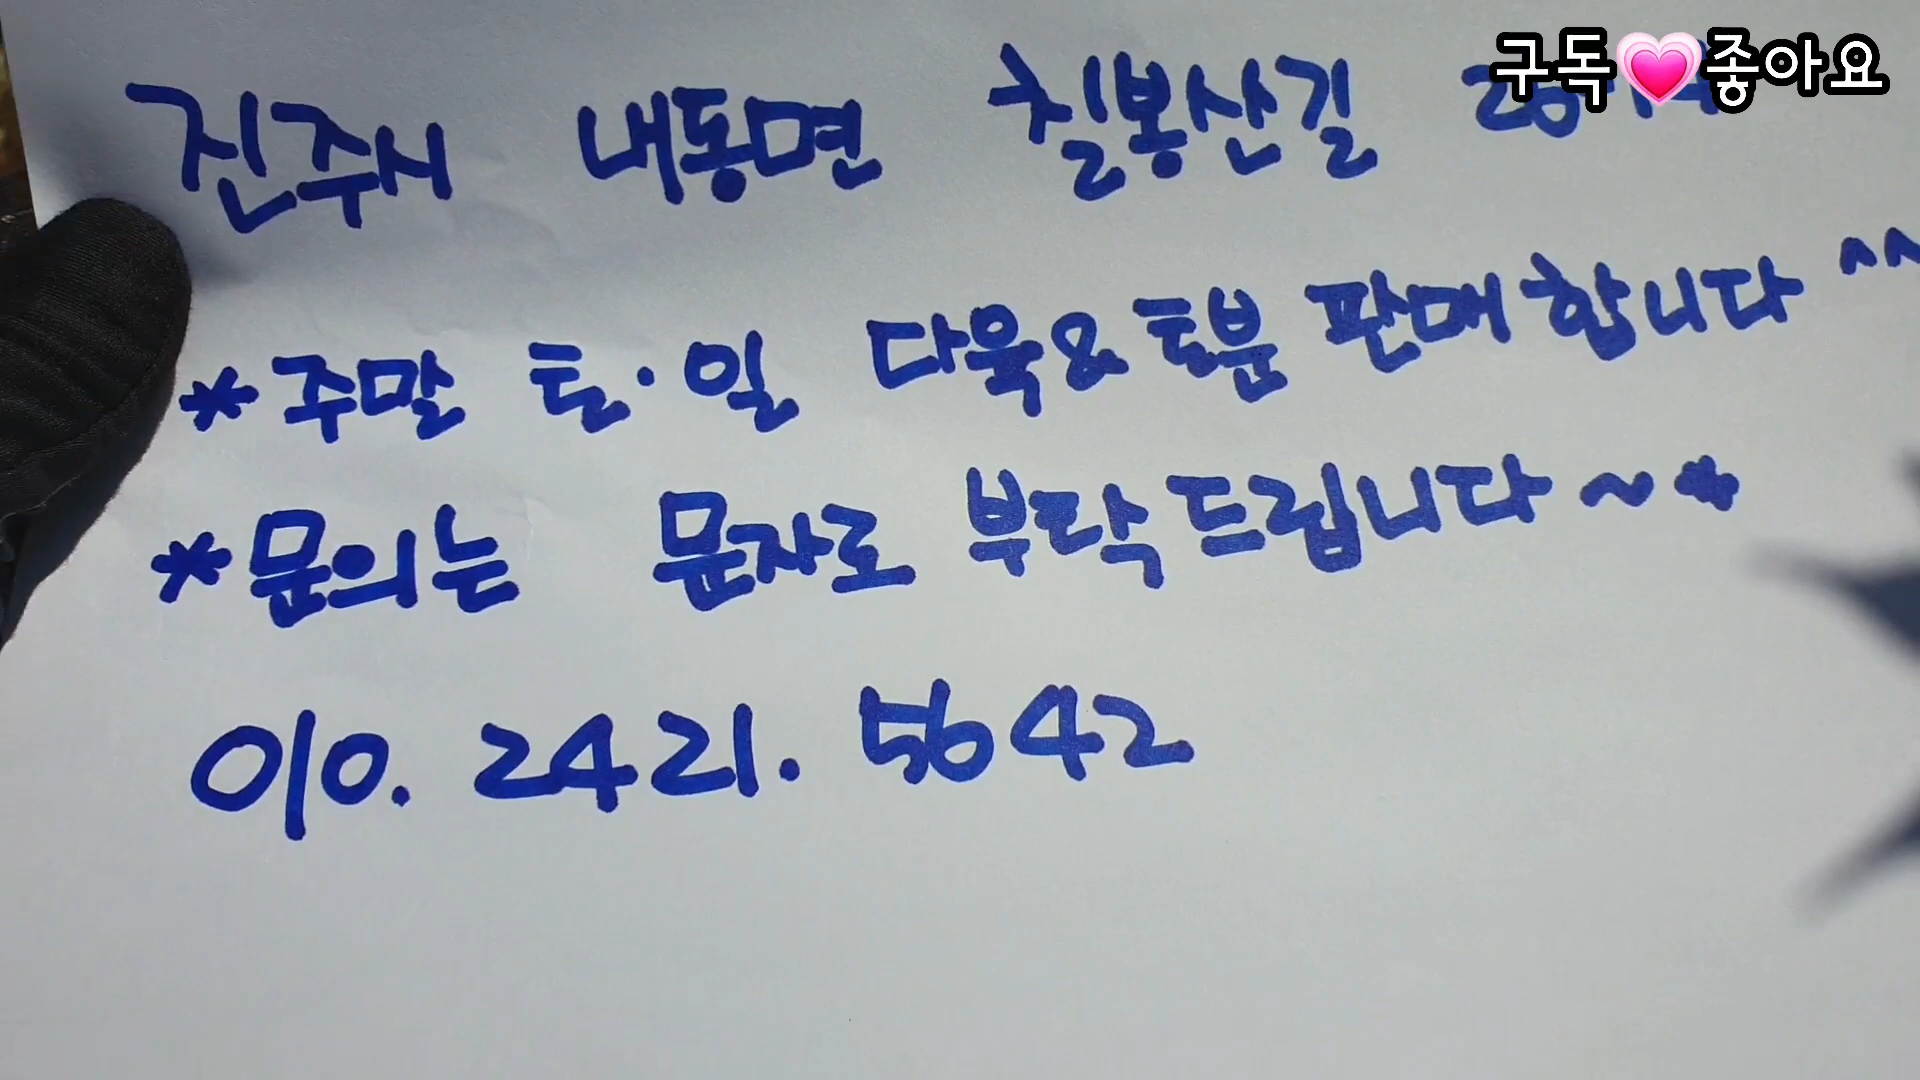 구독💗좋아요
진주시 내동면 칠봉산길
*주말 토·일 다육&토분 판매합니다 ^^
*문의는 문자로 부탁드립니다~*
010. 2421. 5642